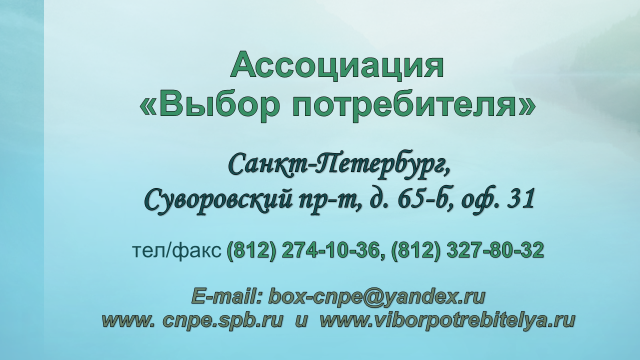 Ассоциация
«Выбор потребителя»
Санкт-Петербург,
Суворовский пр-т, д. 65-б, оф. 31
тел/факс (812) 274-10-36, (812) 327-80-32
E-mail: box-cnpe@yandex.ru
www. cnpe.spb.ru и www.viborpotrebitelya.ru